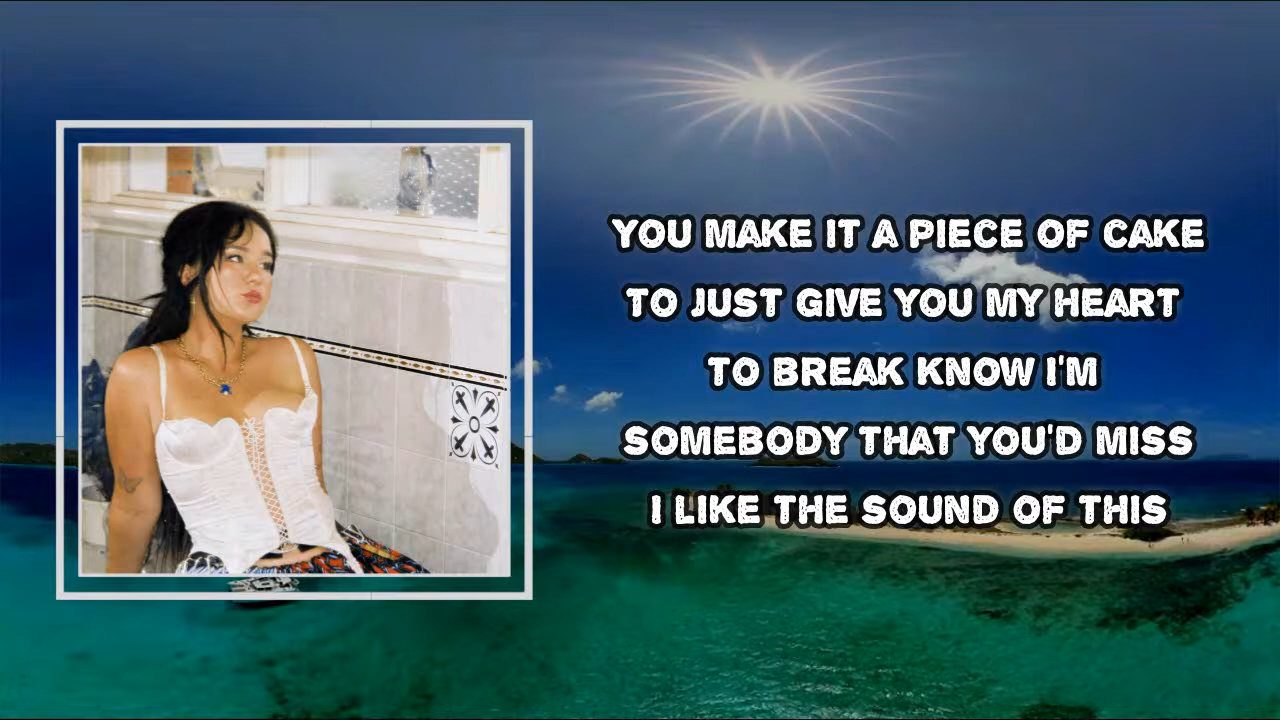 YOU MAKE IT A PIECE OF CAKE
TO JUST GIVE YOU MY HEART
TO BREAK KNOW I'M
SOMEBODY THAT YOU'D MISS
I LIKE THE SOUND OF THIS